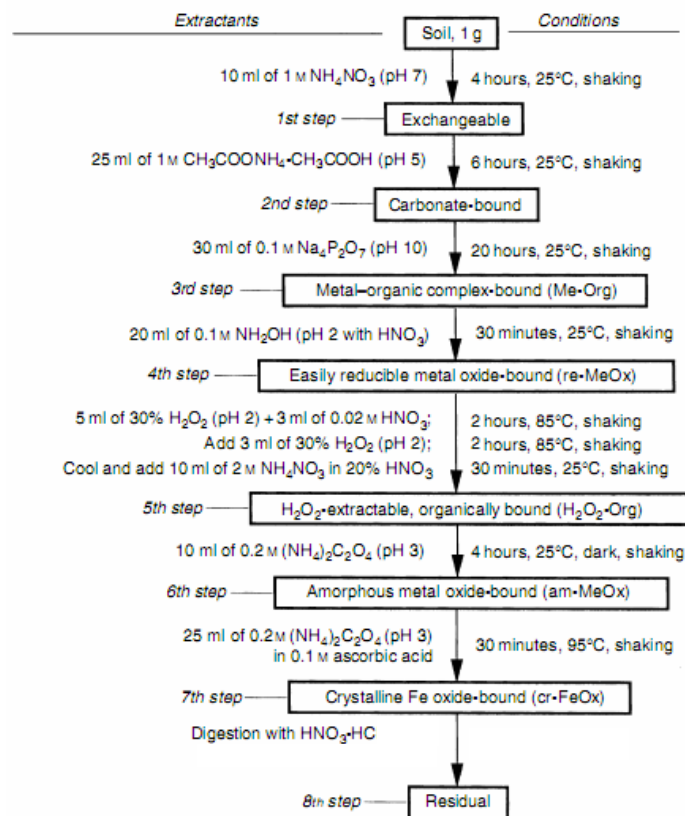 Extractants
Conditions
Soil, 1 g
10 ml of 1 M NH₄NO₃ (pH 7)
4 hours, 25°C, shaking
1st step
Exchangeable
25 ml of 1M CH₃COONH₄•CH₃COOH (pH 5)
6 hours, 25°C, shaking
2nd step
Carbonate-bound
30 ml of 0.1 M Na₄P₂O₇ (pH 10)
20 hours, 25°C, shaking
3rd step
Metal–organic complex-bound (Me-Org)
20 ml of 0.1 M NH₂OH (pH 2 with HNO₃)
30 minutes, 25°C, shaking
4th step
Easily reducible metal oxide-bound (re-MeOx)
5 ml of 30% H₂O₂ (pH 2) + 3 ml of 0.02 M HNO₃;
2 hours, 85°C, shaking
Add 3 ml of 30% H₂O₂ (pH 2);
2 hours, 85°C, shaking
Cool and add 10 ml of 2 M NH₄NO₃ in 20% HNO₃
30 minutes, 25°C, shaking
5th step
H₂O₂-extractable, organically bound (H₂O₂-Org)
10 ml of 0.2 M (NH₄)₂C₂O₄ (pH 3)
4 hours, 25°C, dark, shaking
6th step
Amorphous metal oxide-bound (am-MeOx)
25 ml of 0.2M (NH₄)₂C₂O₄ (pH 3)
in 0.1 M ascorbic acid
30 minutes, 95°C, shaking
7th step
Crystalline Fe oxide-bound (cr-FeOx)
Digestion with HNO₃•HC
8th step
Residual